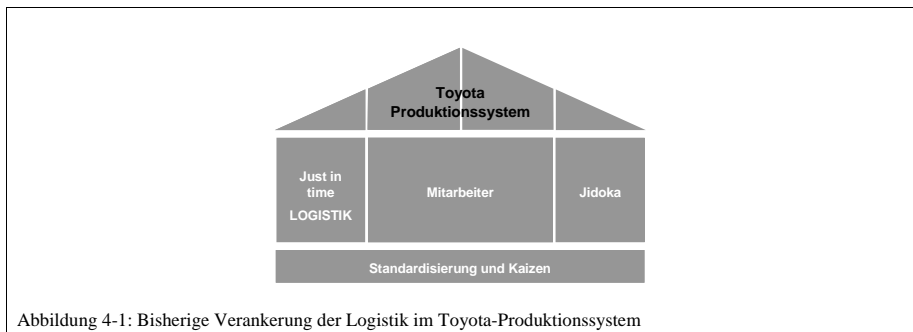 Toyota
Produktionssystem
Just in
time
LOGISTIK
Mitarbeiter
Jidoka
Standardisierung und Kaizen
Abbildung 4-1: Bisherige Verankerung der Logistik im Toyota-Produktionssystem